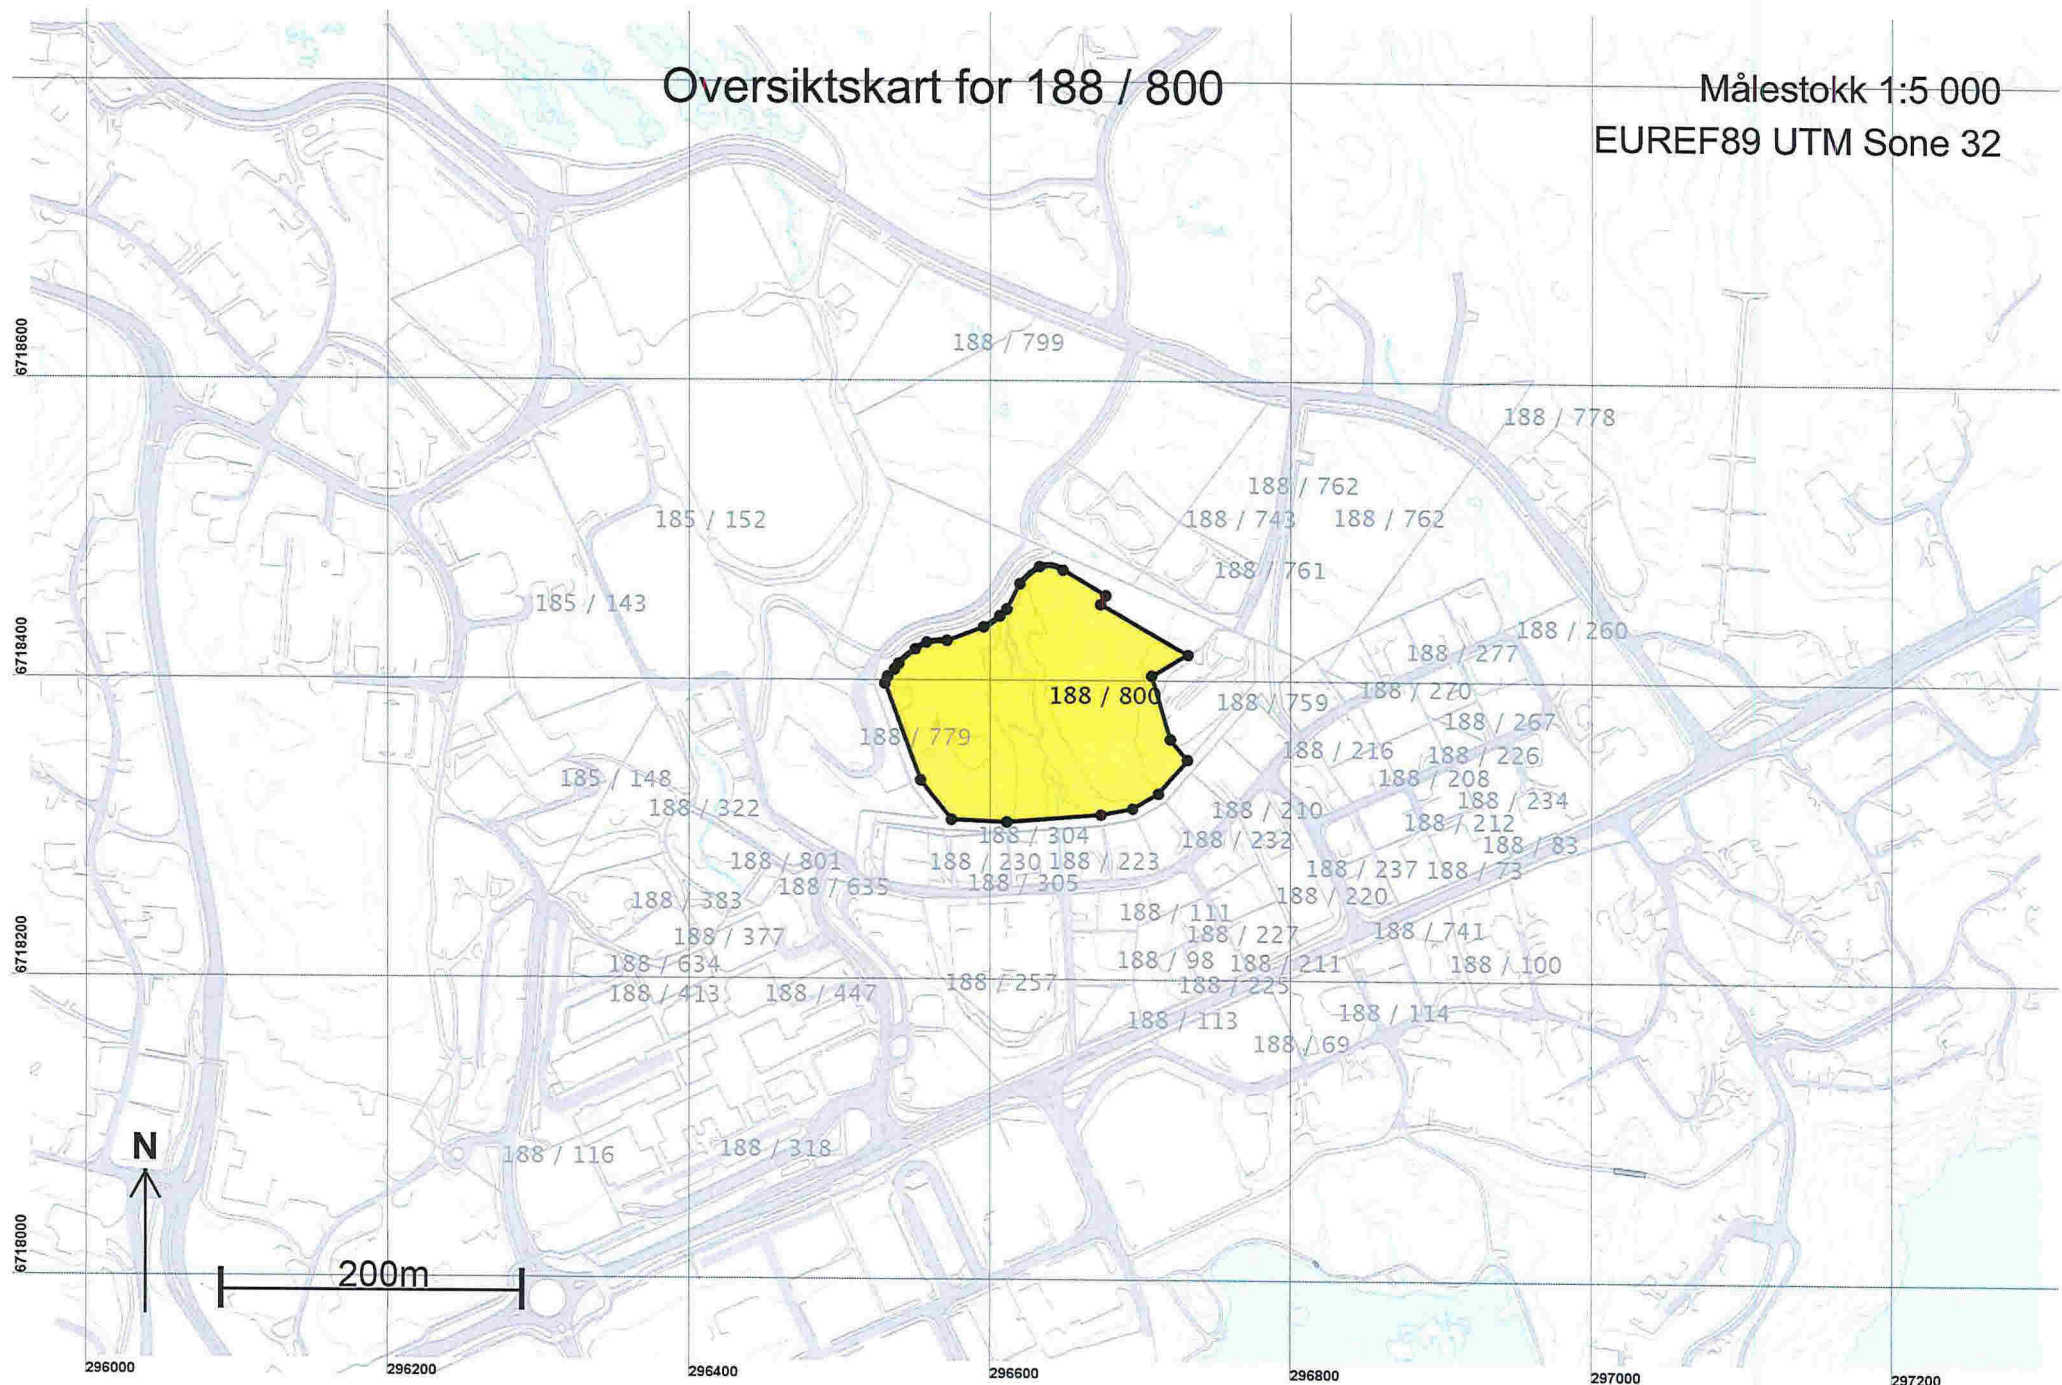 Oversiktskart for 188 / 800
Målestokk 1:5 000
EUREF89 UTM Sone 32
6718600
188 / 799
188 / 778
188 / 762
185 / 152
188 / 743
188 / 762
188 / 761
185 / 143
6718400
188 / 260
188 / 277
188 / 800
188 / 759
188 / 270
188 / 779
188 / 267
188 / 216
188 / 226
185 / 148
188 / 208
188 / 322
188 / 234
188 / 210
188 / 212
188 / 304
188 / 232
188 / 83
188 / 801
188 / 230
188 / 223
188 / 237
188 / 73
188 / 635
188 / 305
188 / 220
188 / 383
188 / 111
188 / 377
188 / 227
188 / 741
6718200
188 / 634
188 / 98
188 / 211
188 / 100
188 / 413
188 / 447
188 / 257
188 / 225
188 / 113
188 / 114
188 / 69
188 / 116
188 / 318
N
6718000
200m
296000
296200
296400
296600
296800
297000
297200